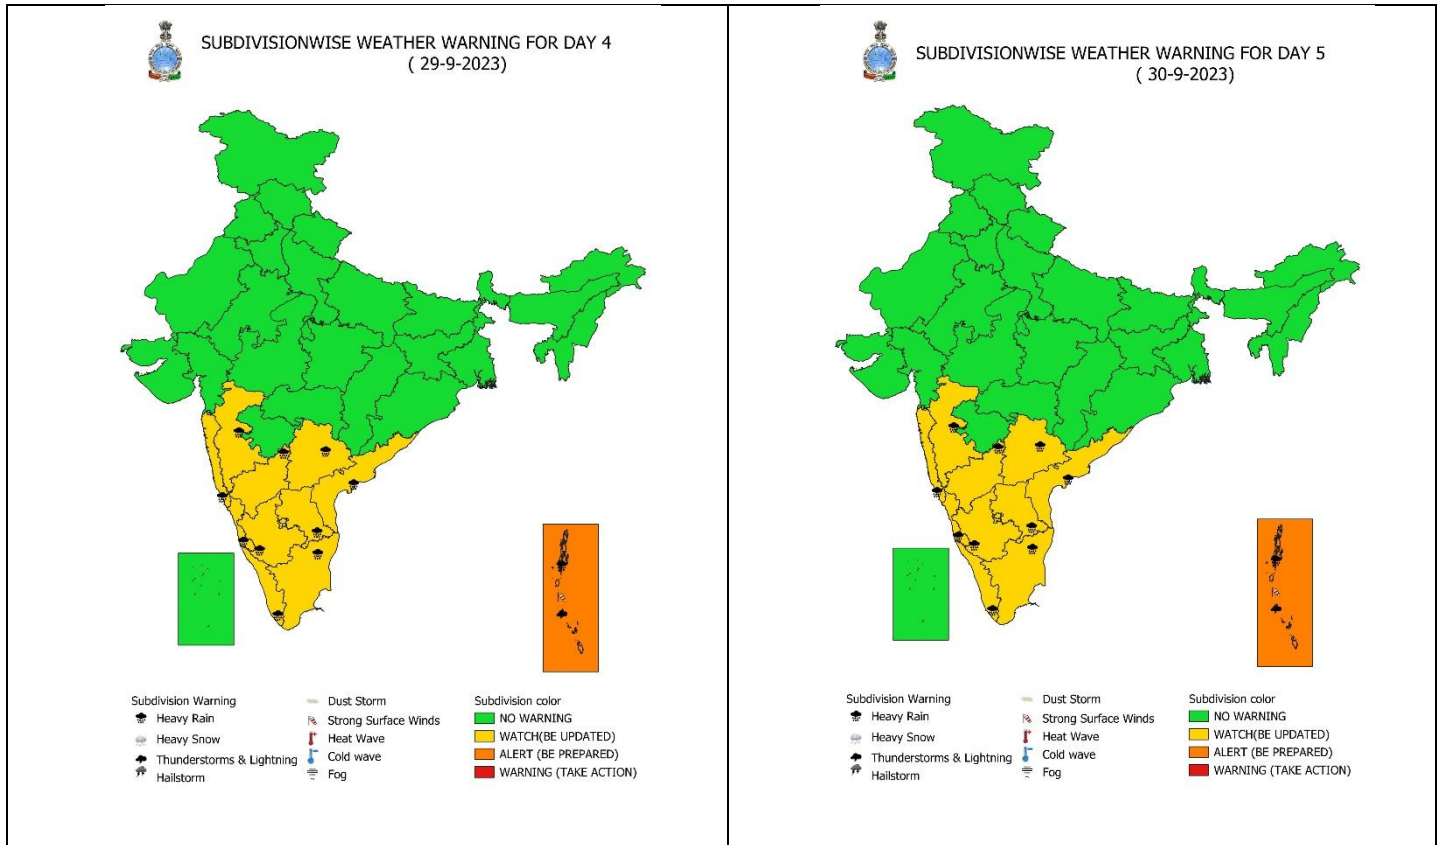 SUBDIVISIONWISE WEATHER WARNING FOR DAY 4
( 29-9-2023)
Subdivision Warning
Heavy Rain
Heavy Snow
Thunderstorms & Lightning
Hailstorm
Dust Storm
Strong Surface Winds
Heat Wave
Cold wave
Fog
Subdivision color
NO WARNING
WATCH(BE UPDATED)
ALERT (BE PREPARED)
WARNING (TAKE ACTION)
SUBDIVISIONWISE WEATHER WARNING FOR DAY 5
( 30-9-2023)
Subdivision Warning
Heavy Rain
Heavy Snow
Thunderstorms & Lightning
Hailstorm
Dust Storm
Strong Surface Winds
Heat Wave
Cold wave
Fog
Subdivision color
NO WARNING
WATCH(BE UPDATED)
ALERT (BE PREPARED)
WARNING (TAKE ACTION)